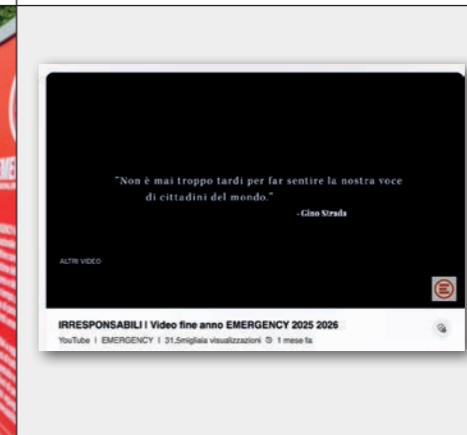 "Non è mai troppo tardi per far sentire la nostra voce
di cittadini del mondo."
- Gino Strada
ALTRI VIDEO
IRRESPONSABILI I Video fine anno EMERGENCY 2025 2026
YouTube I EMERGENCY I 31,5migliaia visualizzazioni 1 mese fa